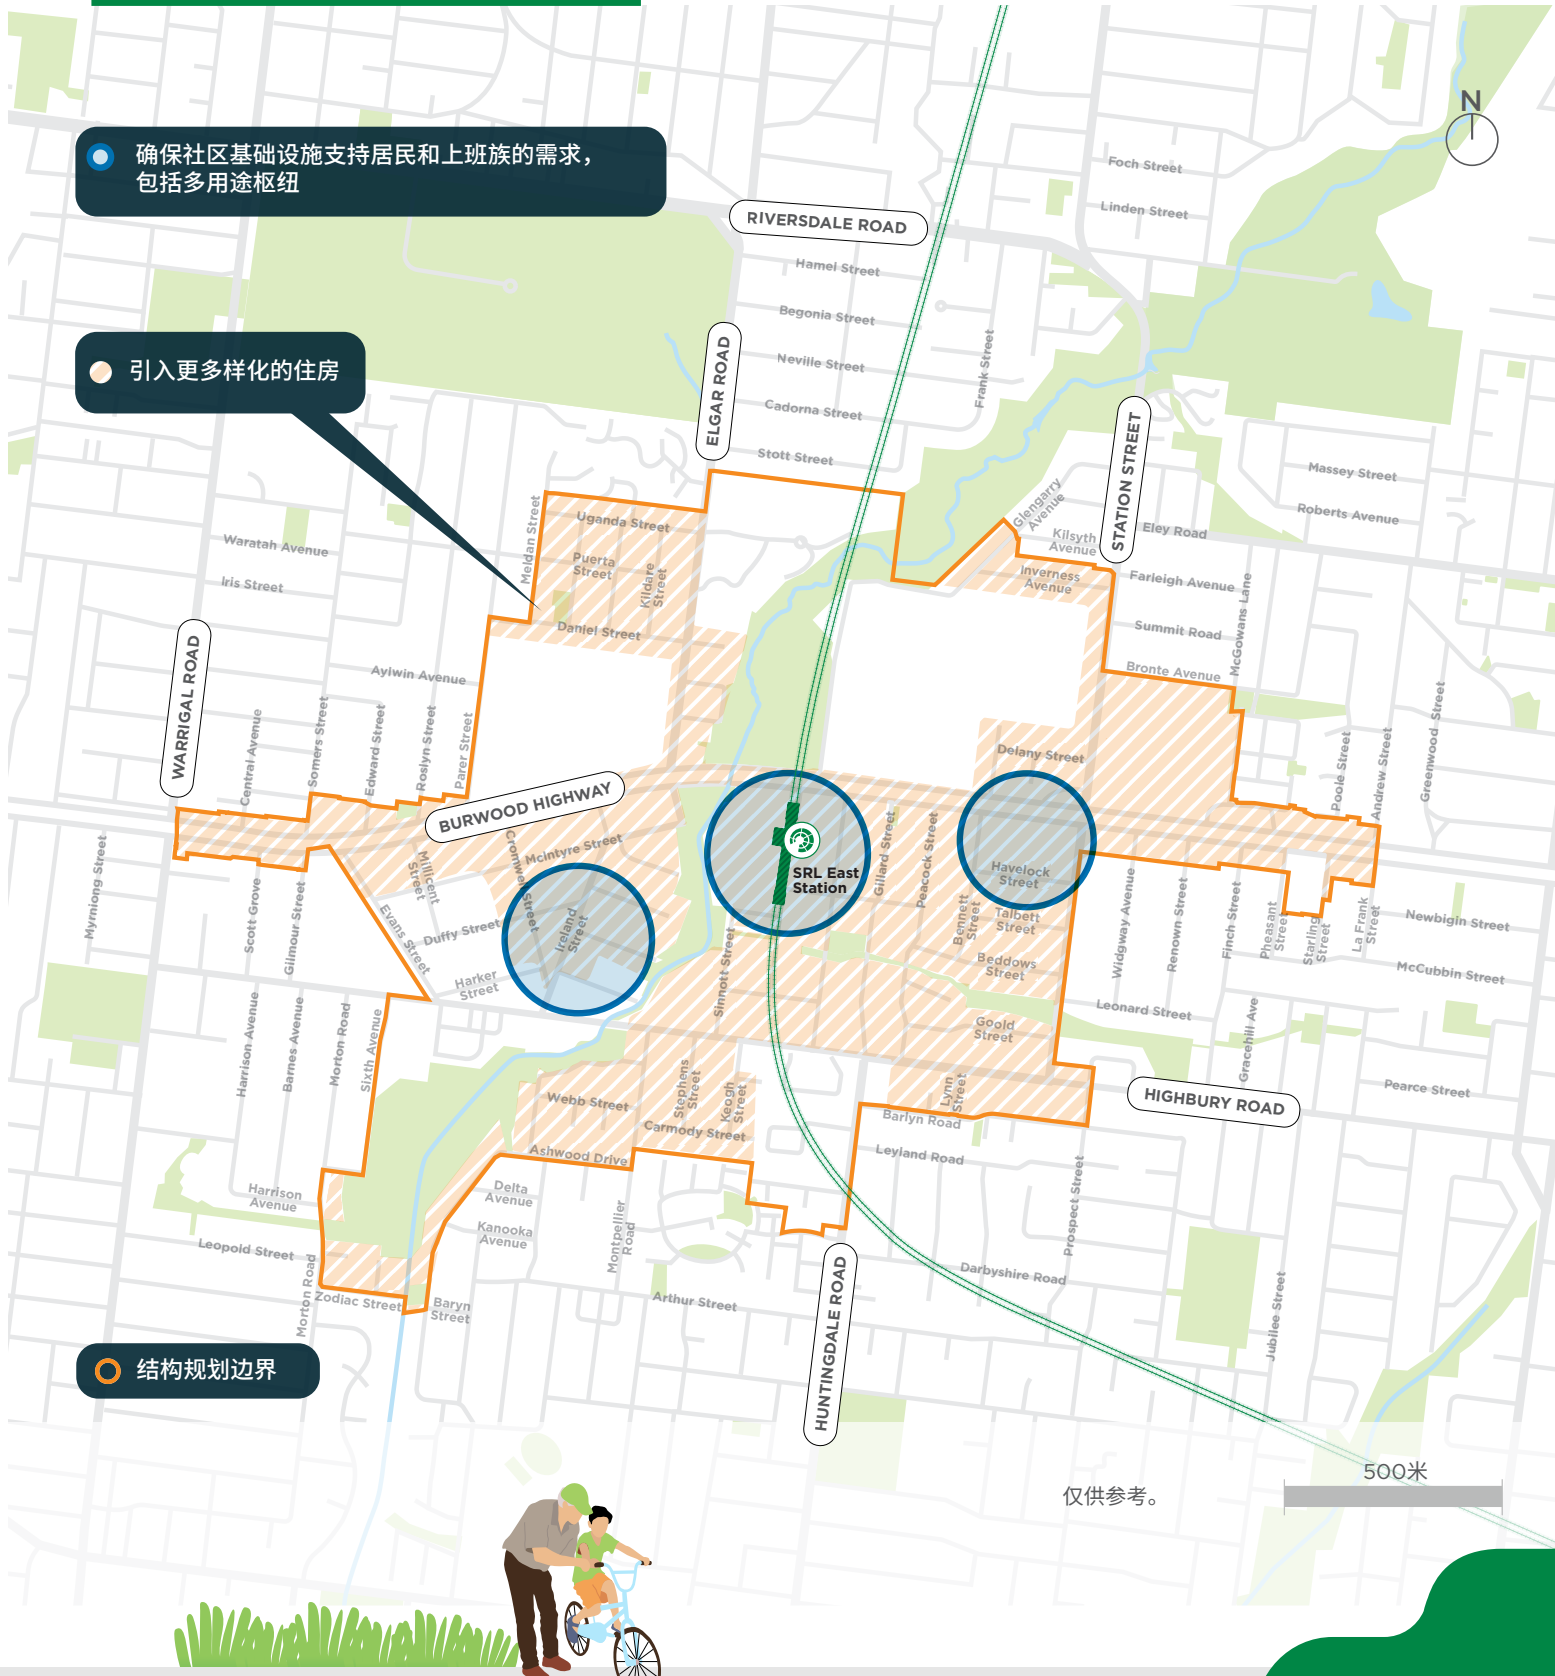 N
确保社区基础设施支持居民和上班族的需求，
包括多用途枢纽
Foch Street
Linden Street
RIVERSDALE ROAD
Hamel Street
Begonia Street
Neville Street
Frank Street
引入更多样化的住房
ELGAR ROAD
Cadorna Street
Stott Street
STATION STREET
Massey Street
Roberts Avenue
Glengarry
Avenue
Kilsyth
Avenue
Eley Road
Meldan Street
Uganda Street
Waratah Avenue
Puerta
Street
Kildare
Street
Iris Street
Inverness
Avenue
Farleigh Avenue
McGowans Lane
Daniel Street
Summit Road
WARRIGAL ROAD
Aylwin Avenue
Bronte Avenue
Central Avenue
Somers Street
Edward Street
Roslyn Street
Parer Street
Delany Street
Poole Street
Andrew Street
Greenwood Street
BURWOOD HIGHWAY
Myrniong Street
Millicent
Street
Cromwell Street
Mcintyre Street
SRL East
Station
Gillard Street
Peacock Street
Havelock
Street
Scott Grove
Gilmour Street
Evans Street
Duffy Street
Ireland
Street
Bennett
Street
Talbett
Street
Widgway Avenue
Renown Street
Finch Street
Pheasant
Street
Starling
Street
La Frank
Street
Newbigin Street
Harker
Street
Sinnott Street
Beddows
Street
McCubbin Street
Harrison Avenue
Barnes Avenue
Morton Road
Sixth Avenue
Goold
Street
Leonard Street
Gracehill Ave
Webb Street
Stephens
Street
Keogh
Street
Lynn
Street
HIGHBURY ROAD
Pearce Street
Carmody Street
Barlyn Road
Ashwood Drive
Leyland Road
Harrison
Avenue
Delta
Avenue
Kanooka
Avenue
Montpellier
Road
Prospect Street
Leopold Street
Morton Road
Zodiac Street
Baryn
Street
Arthur Street
HUNTINGDALE ROAD
Darbyshire Road
Jubilee Street
结构规划边界
500米
仅供参考。